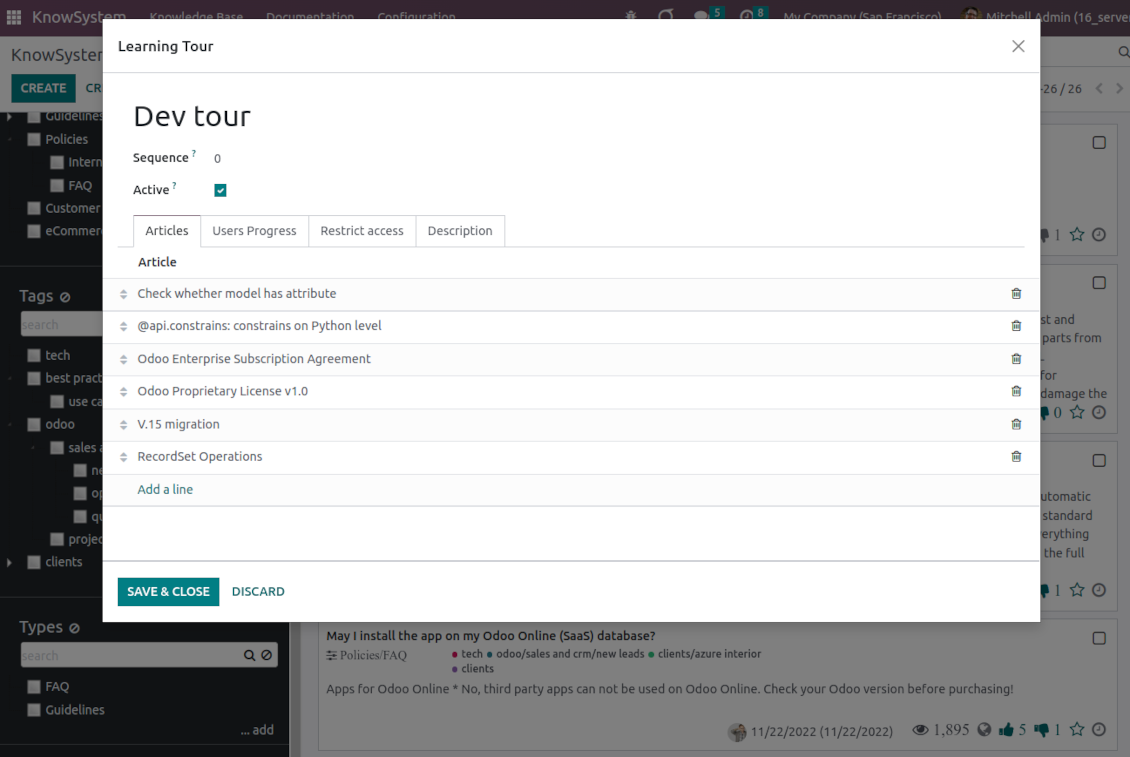 KnowSystem Knowledge Base Documentation Configuration 5 8 My Company (San Francisco) Mitchell Admin (16_serve
KnowSyster
Learning Tour
CREATE CR
-26 / 26
Dev tour
Guidelines
Policies
Intern
FAQ
Customer
eCommer
Sequence ? 0
Active ?
Articles Users Progress Restrict access Description
1
Article
Check whether model has attribute
@api.constrains: constrains on Python level
Odoo Enterprise Subscription Agreement
Odoo Proprietary License v1.0
V.15 migration
RecordSet Operations
Add a line
SAVE & CLOSE DISCARD
Tags
search
tech
best pract
use ca
odoo
sales a
ne
op
qu
projec
clients
st and
parts from
for
damage the
0
utomatic
standard
erything
the full
1
Types
search
FAQ
Guidelines
... add
May I install the app on my Odoo Online (SaaS) database?
Policies/FAQ tech odoo/sales and crm/new leads clients/azure interior
clients
Apps for Odoo Online * No, third party apps can not be used on Odoo Online. Check your Odoo version before purchasing!
11/22/2022 (11/22/2022) 1,895 5 1